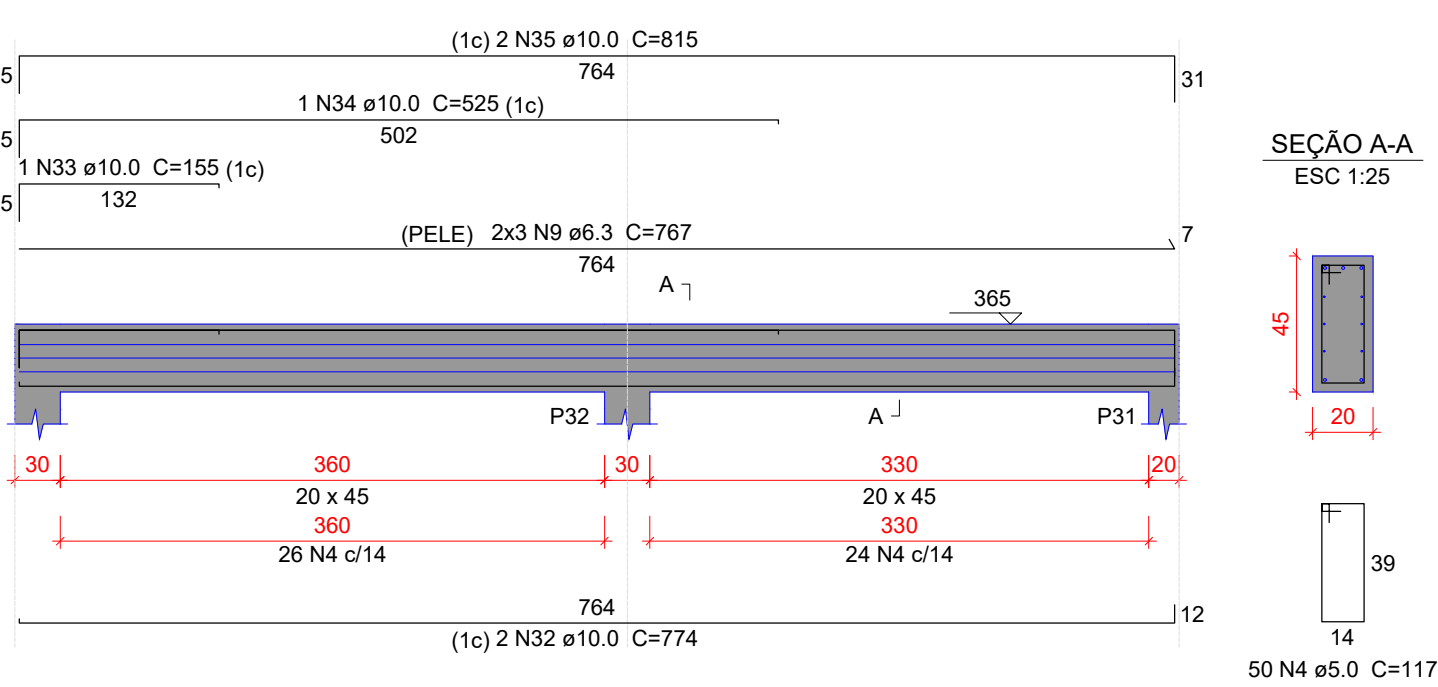 (1c) 2 N35 ø10.0 C=815
764
5
31
1 N34 ø10.0 C=525 (1c)
502
5
1 N33 ø10.0 C=155 (1c)
132
5
(PELE) 2x3 N9 ø6.3 C=767
764
7
SEÇÃO A-A
ESC 1:25
A
365
45
20
P32
A
P31
30
360
30
330
20
20 x 45
20 x 45
360
330
26 N4 c/14
24 N4 c/14
39
14
50 N4 ø5.0 C=117
764
12
(1c) 2 N32 ø10.0 C=774